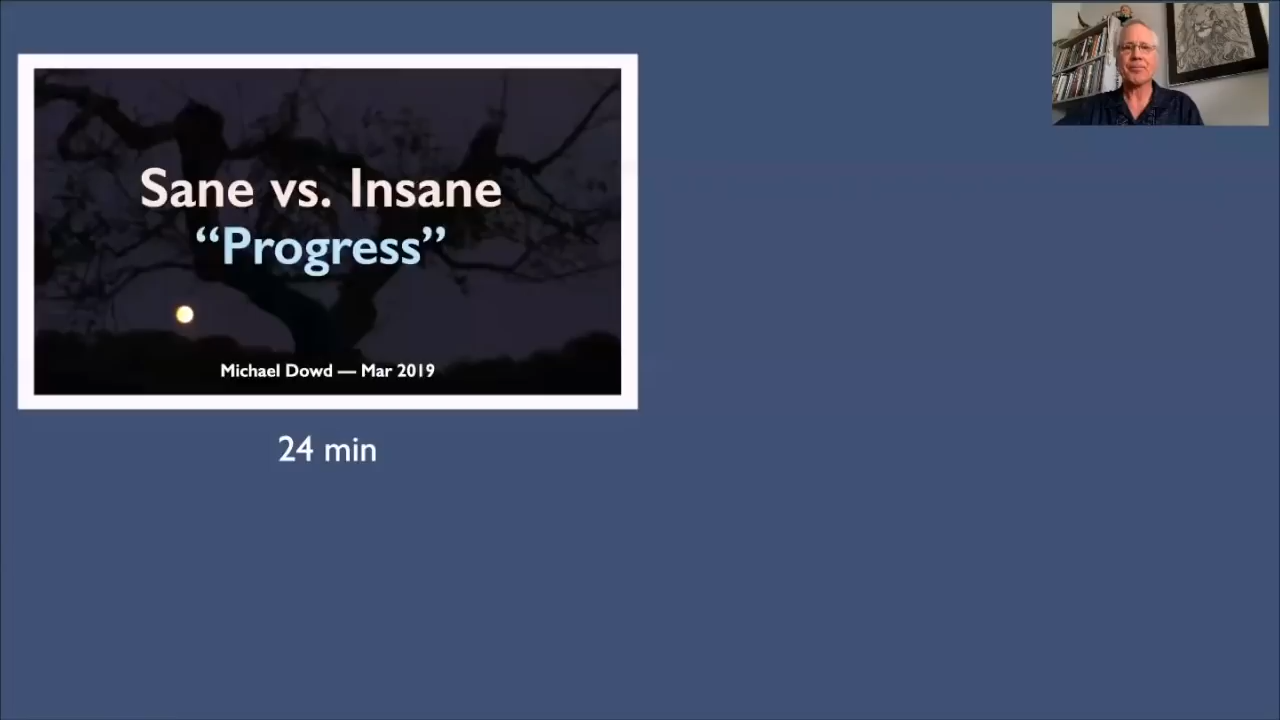 Sane vs. Insane
“Progress”
Michael Dowd — Mar 2019
24 min